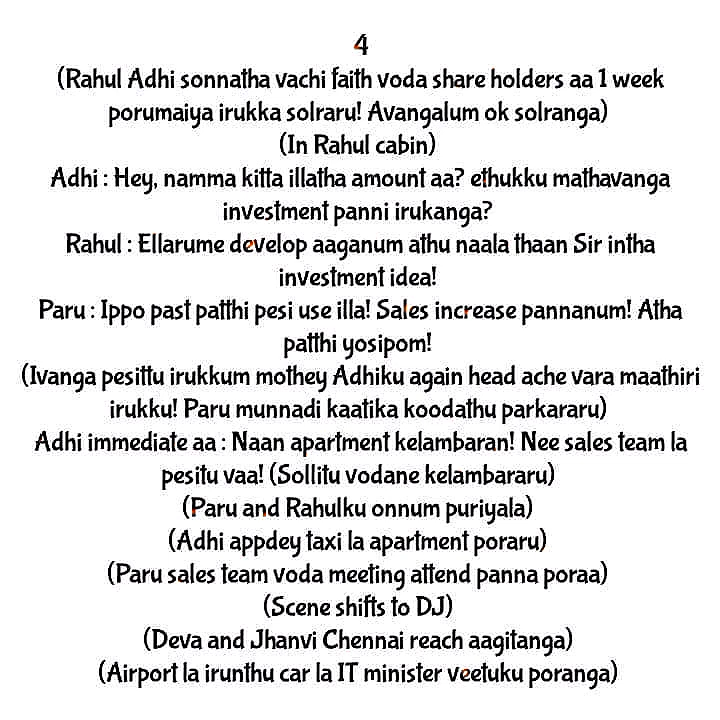 4
(Rahul Adhi sonnatha vachi faith voda share holders aa 1 week
porumaiya irukka solraru! Avangalum ok solranga)
(In Rahul cabin)
Adhi : Hey, namma kitta illatha amount aa? ethukku mathavanga
investment panni irukanga?
Rahul : Ellarume develop aaganum athu naala thaan Sir intha
investment idea!
Paru : Ippo past patthi pesi use illa! Sales increase pannanum! Atha
patthi yosipom!
(Ivanga pesittu irukkum mothey Adhiku again head ache vara maathiri
irukku! Paru munnadi kaatika koodathu parkararu)
Adhi immediate aa : Naan apartment kelambaran! Nee sales team la
pesitu vaa! (Sollitu vodane kelambararu)
(Paru and Rahulku onnum puriyala)
(Adhi appdey taxi la apartment poraru)
(Paru sales team voda meeting attend panna poraa)
(Scene shifts to DJ)
(Deva and Jhanvi Chennai reach aagitanga)
(Airport la irunthu car la IT minister veetuku poranga)